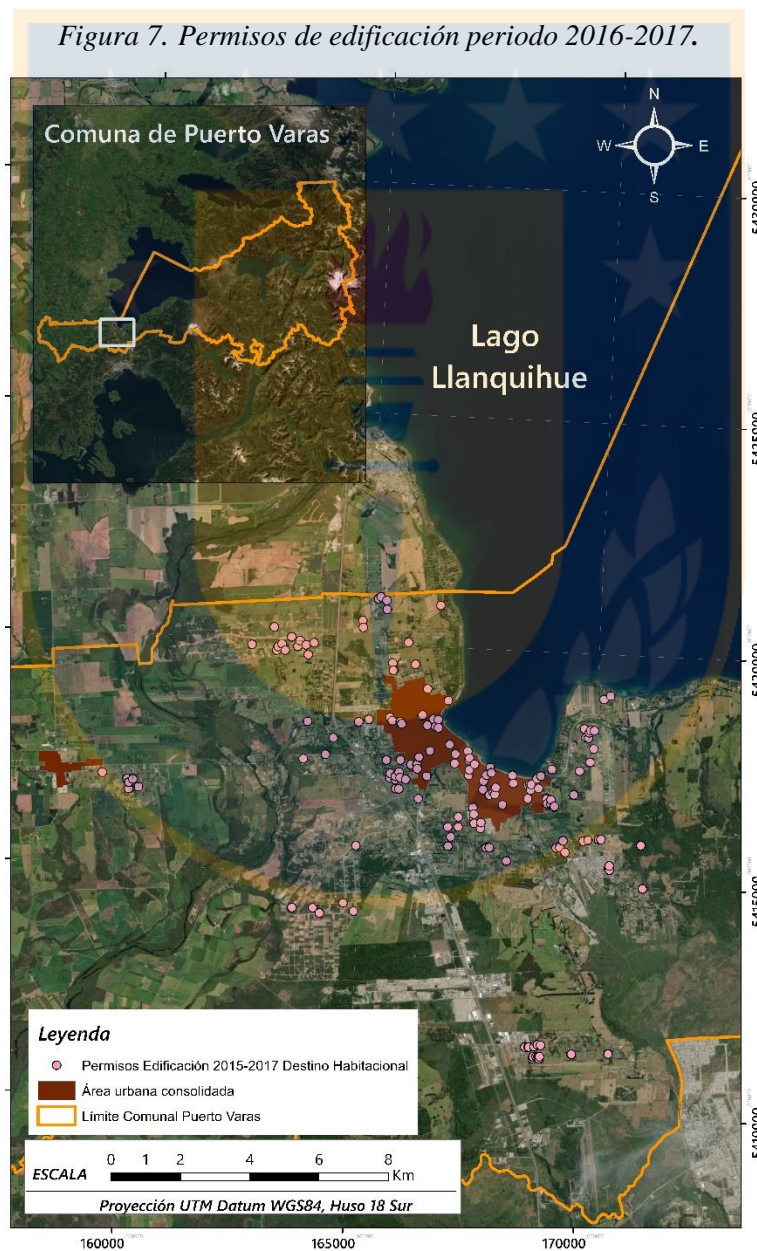 Figura 7. Permisos de edificación periodo 2016-2017.
Comuna de Puerto Varas
N
W
E
S
Lago
Llanquihue
5430000
5425000
5420000
5415000
5410000
Leyenda
Permisos Edificación 2015-2017 Destino Habitacional
Área urbana consolidada
Límite Comunal Puerto Varas
ESCALA
0 1 2 4 6 8
Km
Proyección UTM Datum WGS84, Huso 18 Sur
160000
165000
170000